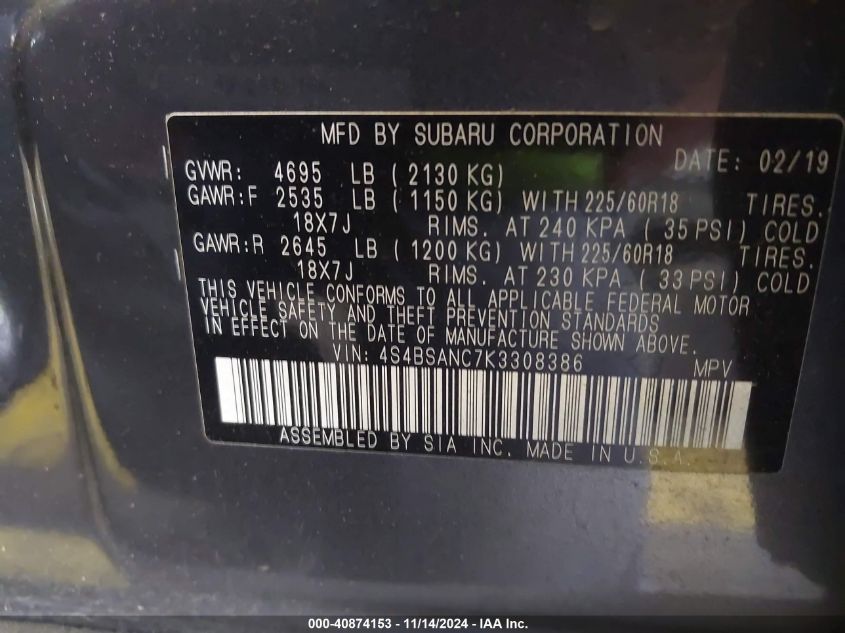 MFD BY SUBARU CORPORATION
DATE: 02/19
GVWR: 4695 LB ( 2130 KG)
GAWR:F 2535 LB ( 1150 KG) WITH 225/60R18 TIRES.
18X7J RIMS. AT 240 KPA ( 35 PSI) COLD
GAWR:R 2645 LB ( 1200 KG) WITH 225/60R18 TIRES.
18X7J RIMS. AT 230 KPA ( 33 PSI) COLD
THIS VEHICLE CONFORMS TO ALL APPLICABLE FEDERAL MOTOR
VEHICLE SAFETY AND THEFT PREVENTION STANDARDS
IN EFFECT ON THE DATE OF MANUFACTURE SHOWN ABOVE.
VIN: 4S4BSANC7K3308386 MPV
ASSEMBLED BY SIA INC. MADE IN U.S.A.
000-40874153 - 11/14/2024 - IAA Inc.